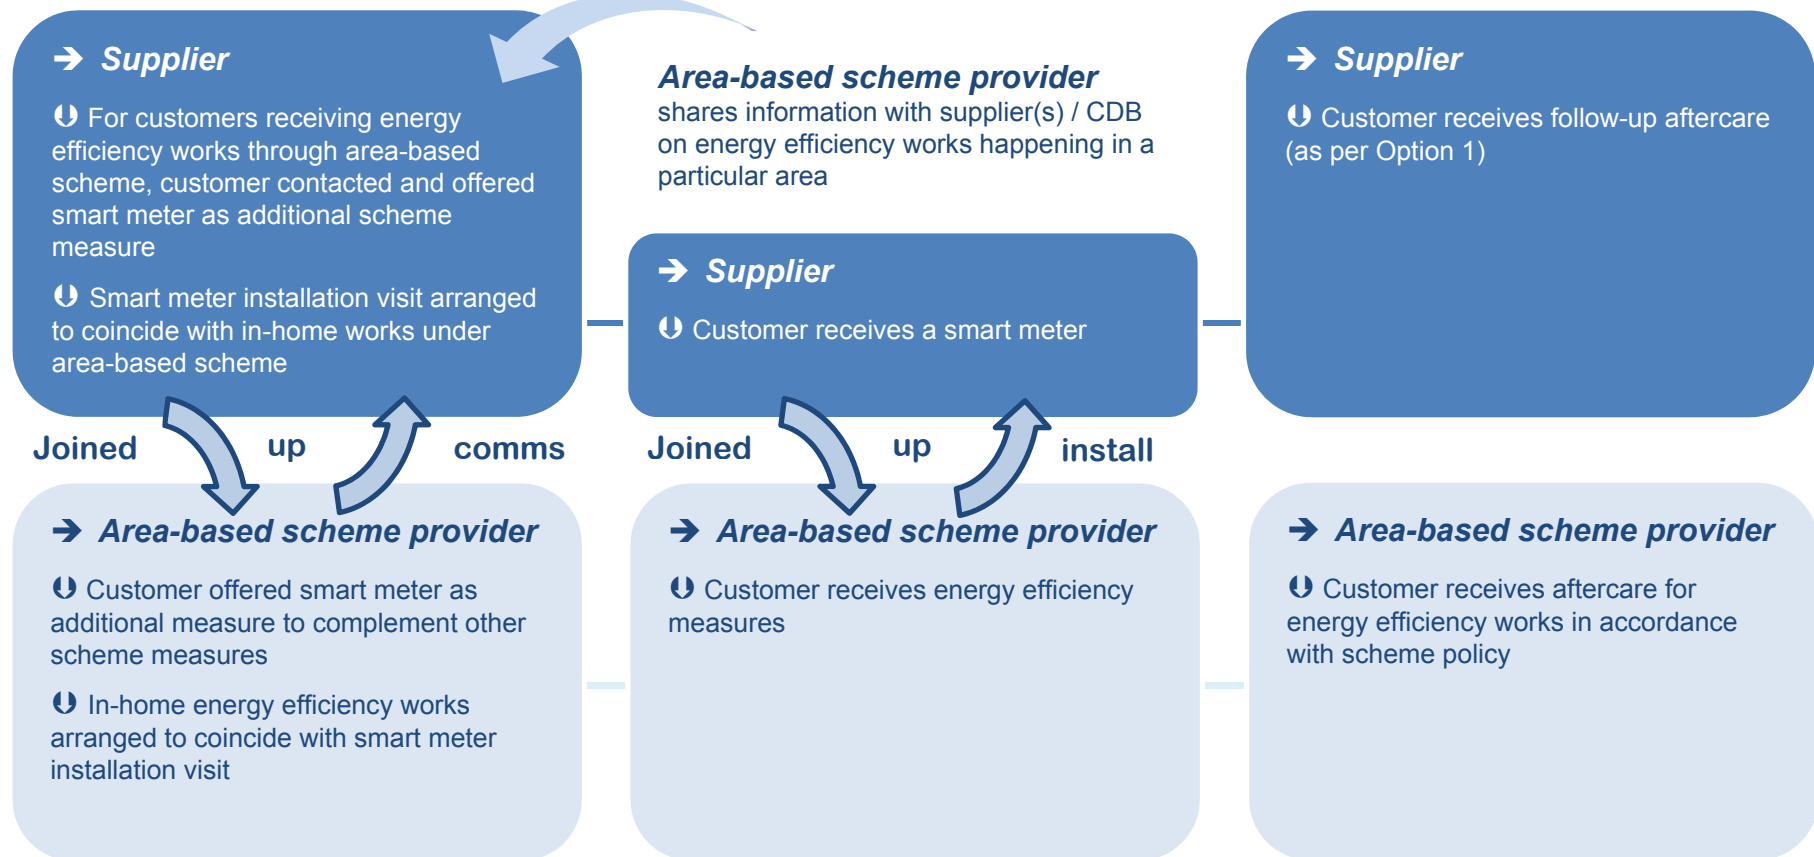 ➔ Supplier
For customers receiving energy
efficiency works through area-based
scheme, customer contacted and offered
smart meter as additional scheme
measure
Smart meter installation visit arranged
to coincide with in-home works under
area-based scheme
Area-based scheme provider
shares information with supplier(s) / CDB
on energy efficiency works happening in a
particular area
➔ Supplier
Customer receives a smart meter
➔ Supplier
Customer receives follow-up aftercare
(as per Option 1)
Joined up comms
Joined up install
➔ Area-based scheme provider
Customer offered smart meter as
additional measure to complement other
scheme measures
In-home energy efficiency works
arranged to coincide with smart meter
installation visit
➔ Area-based scheme provider
Customer receives energy efficiency
measures
➔ Area-based scheme provider
Customer receives aftercare for
energy efficiency works in accordance
with scheme policy